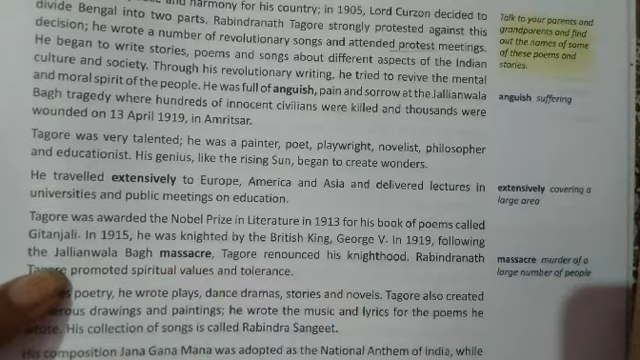 and harmony for his country; in 1905, Lord Curzon decided to
divide Bengal into two parts. Rabindranath Tagore strongly protested against this
decision; he wrote a number of revolutionary songs and attended protest meetings.
He began to write stories, poems and songs about different aspects of the Indian
culture and society. Through his revolutionary writing, he tried to revive the mental
and moral spirit of the people. He was full of anguish, pain and sorrow at the Jallianwala
Bagh tragedy where hundreds of innocent civilians were killed and thousands were
wounded on 13 April 1919, in Amritsar.
Tagore was very talented; he was a painter, poet, playwright, novelist, philosopher
and educationist. His genius, like the rising Sun, began to create wonders.
He travelled extensively to Europe, America and Asia and delivered lectures in
universities and public meetings on education.
Tagore was awarded the Nobel Prize in Literature in 1913 for his book of poems called
Gitanjali. In 1915, he was knighted by the British King, George V. In 1919, following
the Jallianwala Bagh massacre, Tagore renounced his knighthood. Rabindranath
Tagore promoted spiritual values and tolerance.
poetry, he wrote plays, dance dramas, stories and novels. Tagore also created
drawings and paintings; he wrote the music and lyrics for the poems he
wrote. His collection of songs is called Rabindra Sangeet.
His composition Jana Gana Mana was adopted as the National Anthem of India, while
Talk to your parents and
grandparents and find
out the names of some
of these poems and
stories.
anguish suffering
extensively covering a
large area
massacre murder of a
large number of people